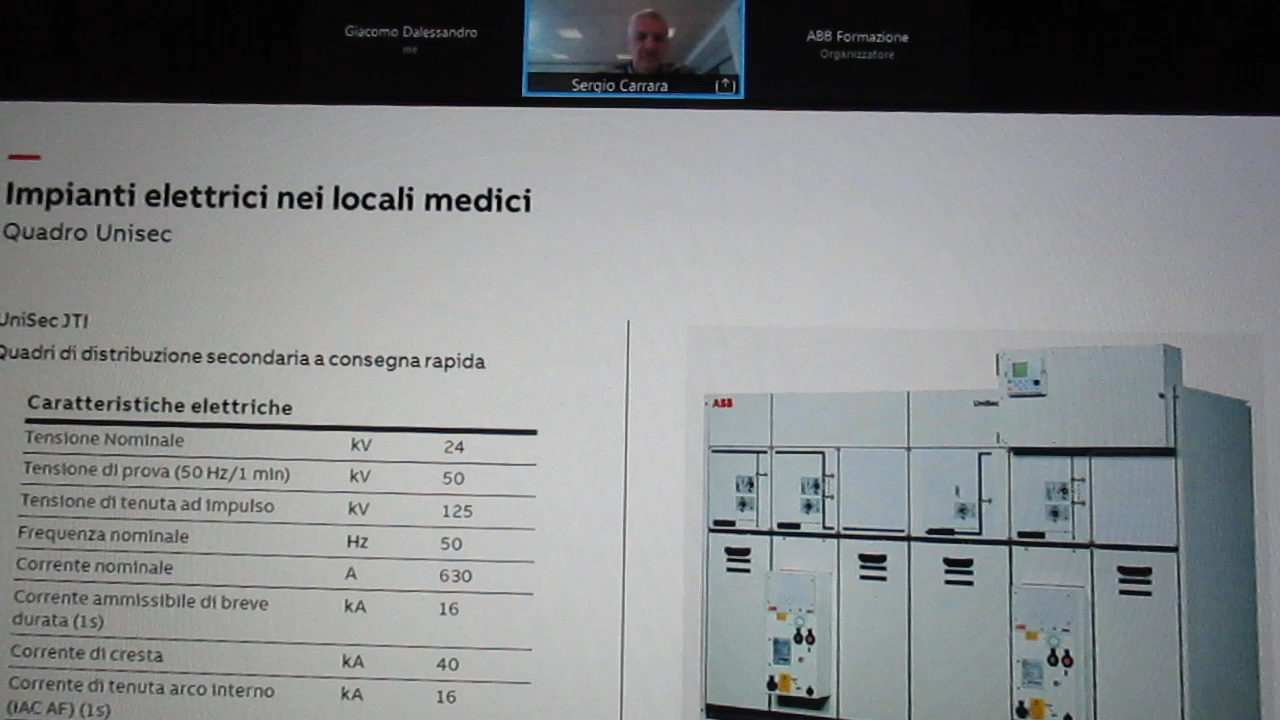 Giacomo Dalessandro
me
Sergio Carrara
ABB Formazione
Organizzatore
Impianti elettrici nei locali medici
Quadro Unisec
UniSec JTI
Quadri di distribuzione secondaria a consegna rapida
Caratteristiche elettriche
Tensione Nominale kV 24
Tensione di prova (50 Hz/1 min) kV 50
Tensione di tenuta ad impulso kV 125
Frequenza nominale Hz 50
Corrente nominale A 630
Corrente ammissibile di breve
durata (1s) kA 16
Corrente di cresta kA 40
Corrente di tenuta arco interno
(IAC AF) (1s) kA 16
ABB
UniSec